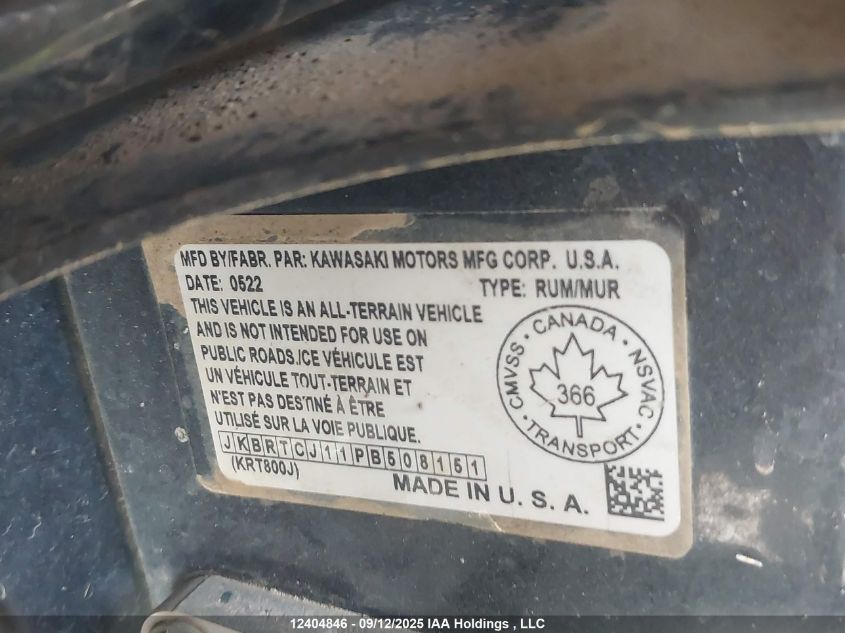 MFD BY/FABR. PAR: KAWASAKI MOTORS MFG CORP. U.S.A.
DATE: 0522 TYPE: RUM/MUR
THIS VEHICLE IS AN ALL-TERRAIN VEHICLE
AND IS NOT INTENDED FOR USE ON
PUBLIC ROADS./CE VÉHICULE EST
UN VÉHICULE TOUT-TERRAIN ET
N'EST PAS DESTINÉ À ÊTRE
UTILISÉ SUR LA VOIE PUBLIQUE.
CMVSS · CANADA · NSVAC · TRANSPORT ·
366
JKBRTCJ11PB508151
(KRT800J)
MADE IN U. S. A.
12404846 - 09/12/2025 IAA Holdings , LLC